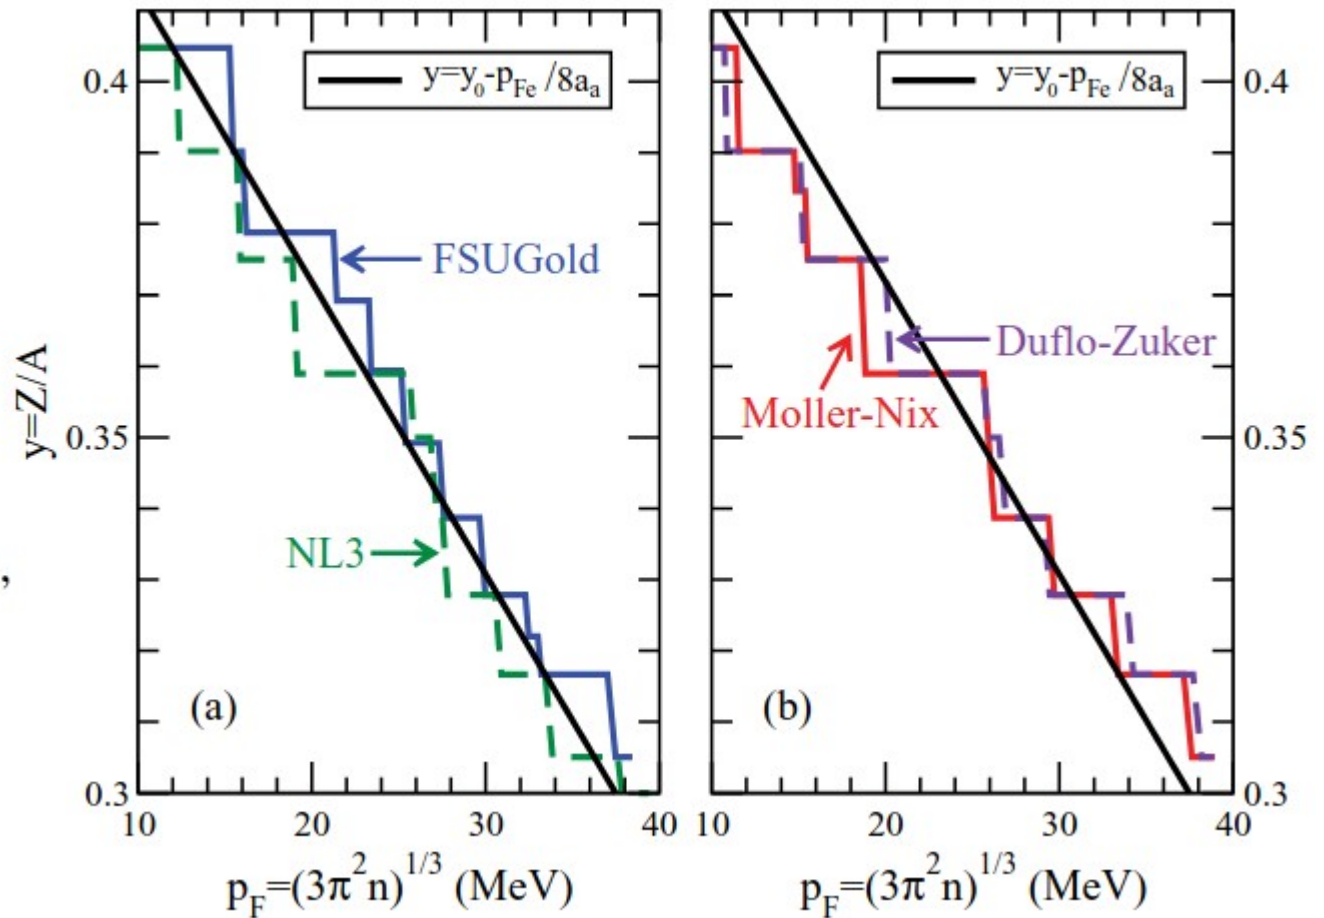 y=y₀-p_Fe/8aₐ
y=y₀-p_Fe/8aₐ
0.4
0.4
FSUGold
Duflo-Zuker
Moller-Nix
y=Z/A
0.35
0.35
NL3
,
(a)
(b)
0.3
0.3
10 20 30 40
10 20 30 40
p_F=(3π²n)^1/3 (MeV)
p_F=(3π²n)^1/3 (MeV)